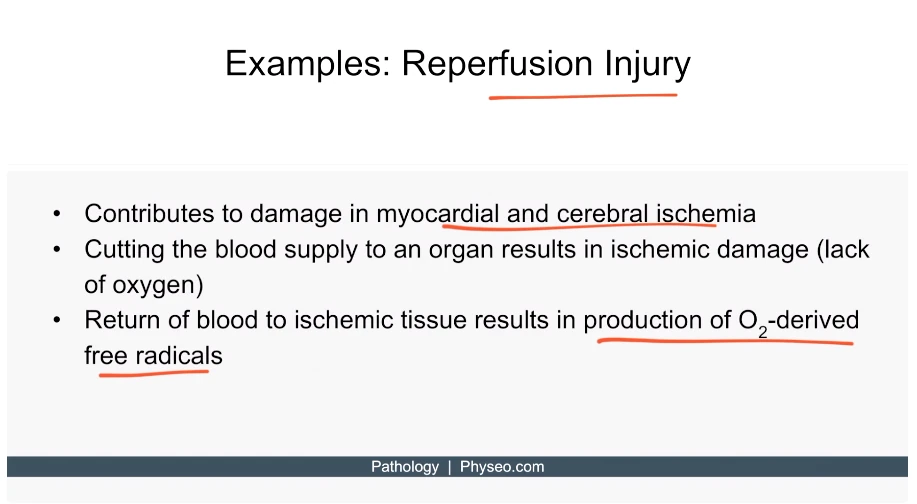 Examples: Reperfusion Injury
• Contributes to damage in myocardial and cerebral ischemia
• Cutting the blood supply to an organ results in ischemic damage (lack
of oxygen)
• Return of blood to ischemic tissue results in production of O₂-derived
free radicals
Pathology | Physeo.com